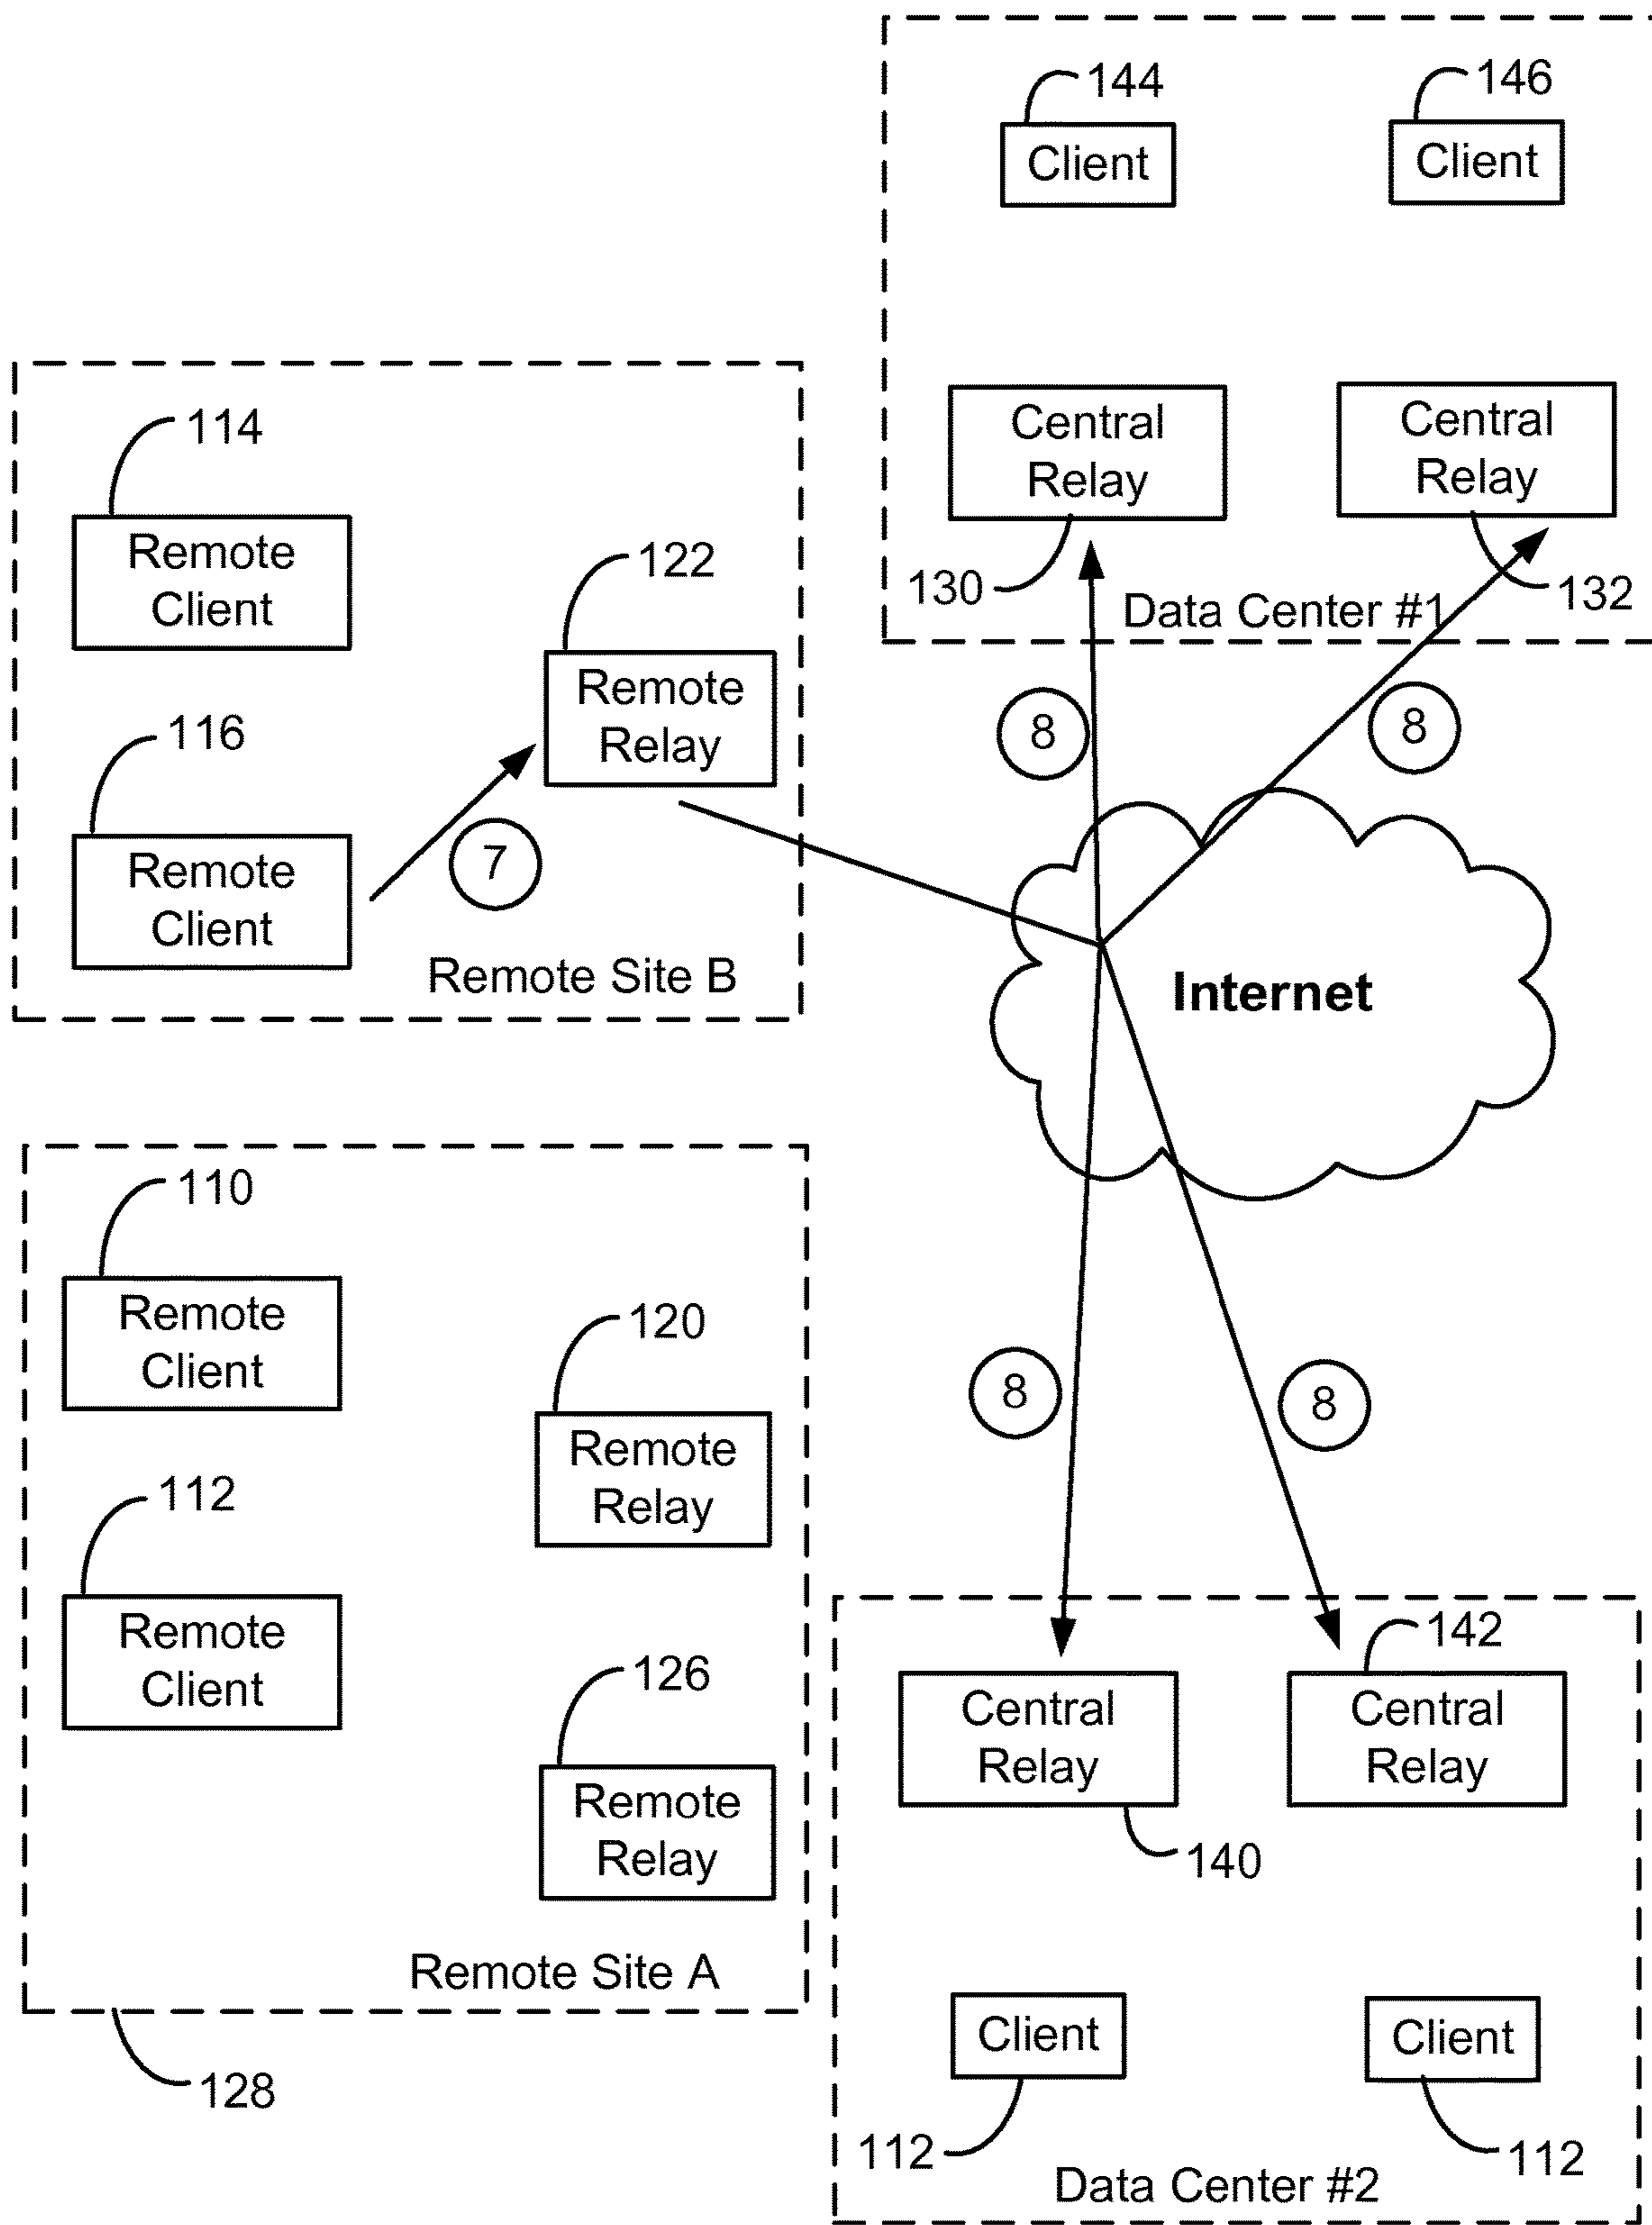 144
146
Client
Client
Central
Relay
Central
Relay
130
132
Data Center #1
114
Remote
Client
122
Remote
Relay
116
Remote
Client
7
Remote Site B
8
8
Internet
110
Remote
Client
120
Remote
Relay
112
Remote
Client
126
Remote
Relay
Remote Site A
128
8
8
142
Central
Relay
Central
Relay
140
Client
Client
112
112
Data Center #2